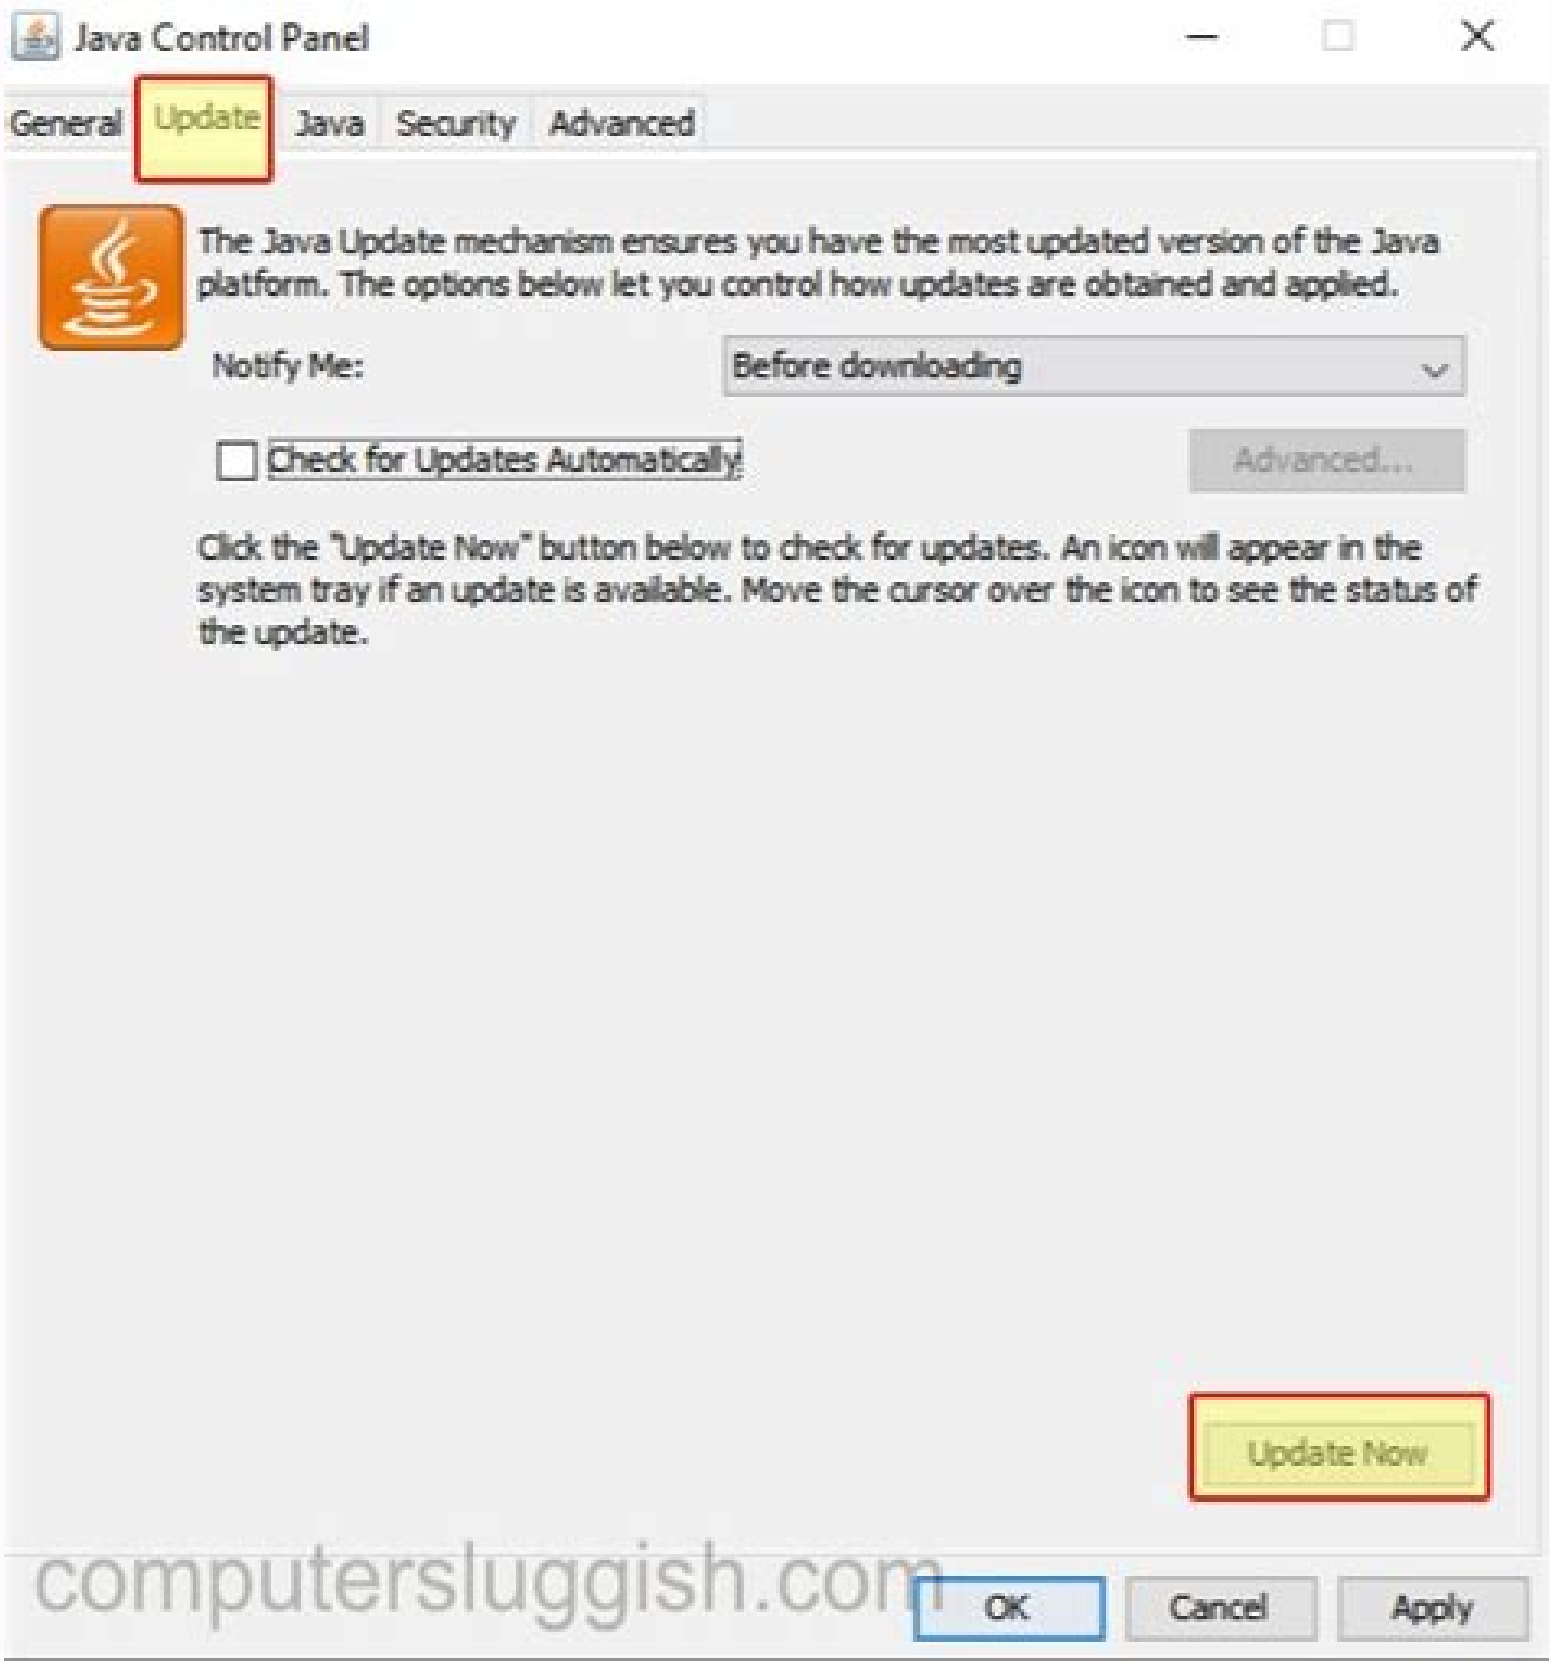 Java Control Panel
General Update Java Security Advanced
The Java Update mechanism ensures you have the most updated version of the Java
platform. The options below let you control how updates are obtained and applied.
Notify Me: Before downloading
Check for Updates Automatically Advanced...
Click the "Update Now" button below to check for updates. An icon will appear in the
system tray if an update is available. Move the cursor over the icon to see the status of
the update.
Update Now
computersluggish.com
OK Cancel Apply